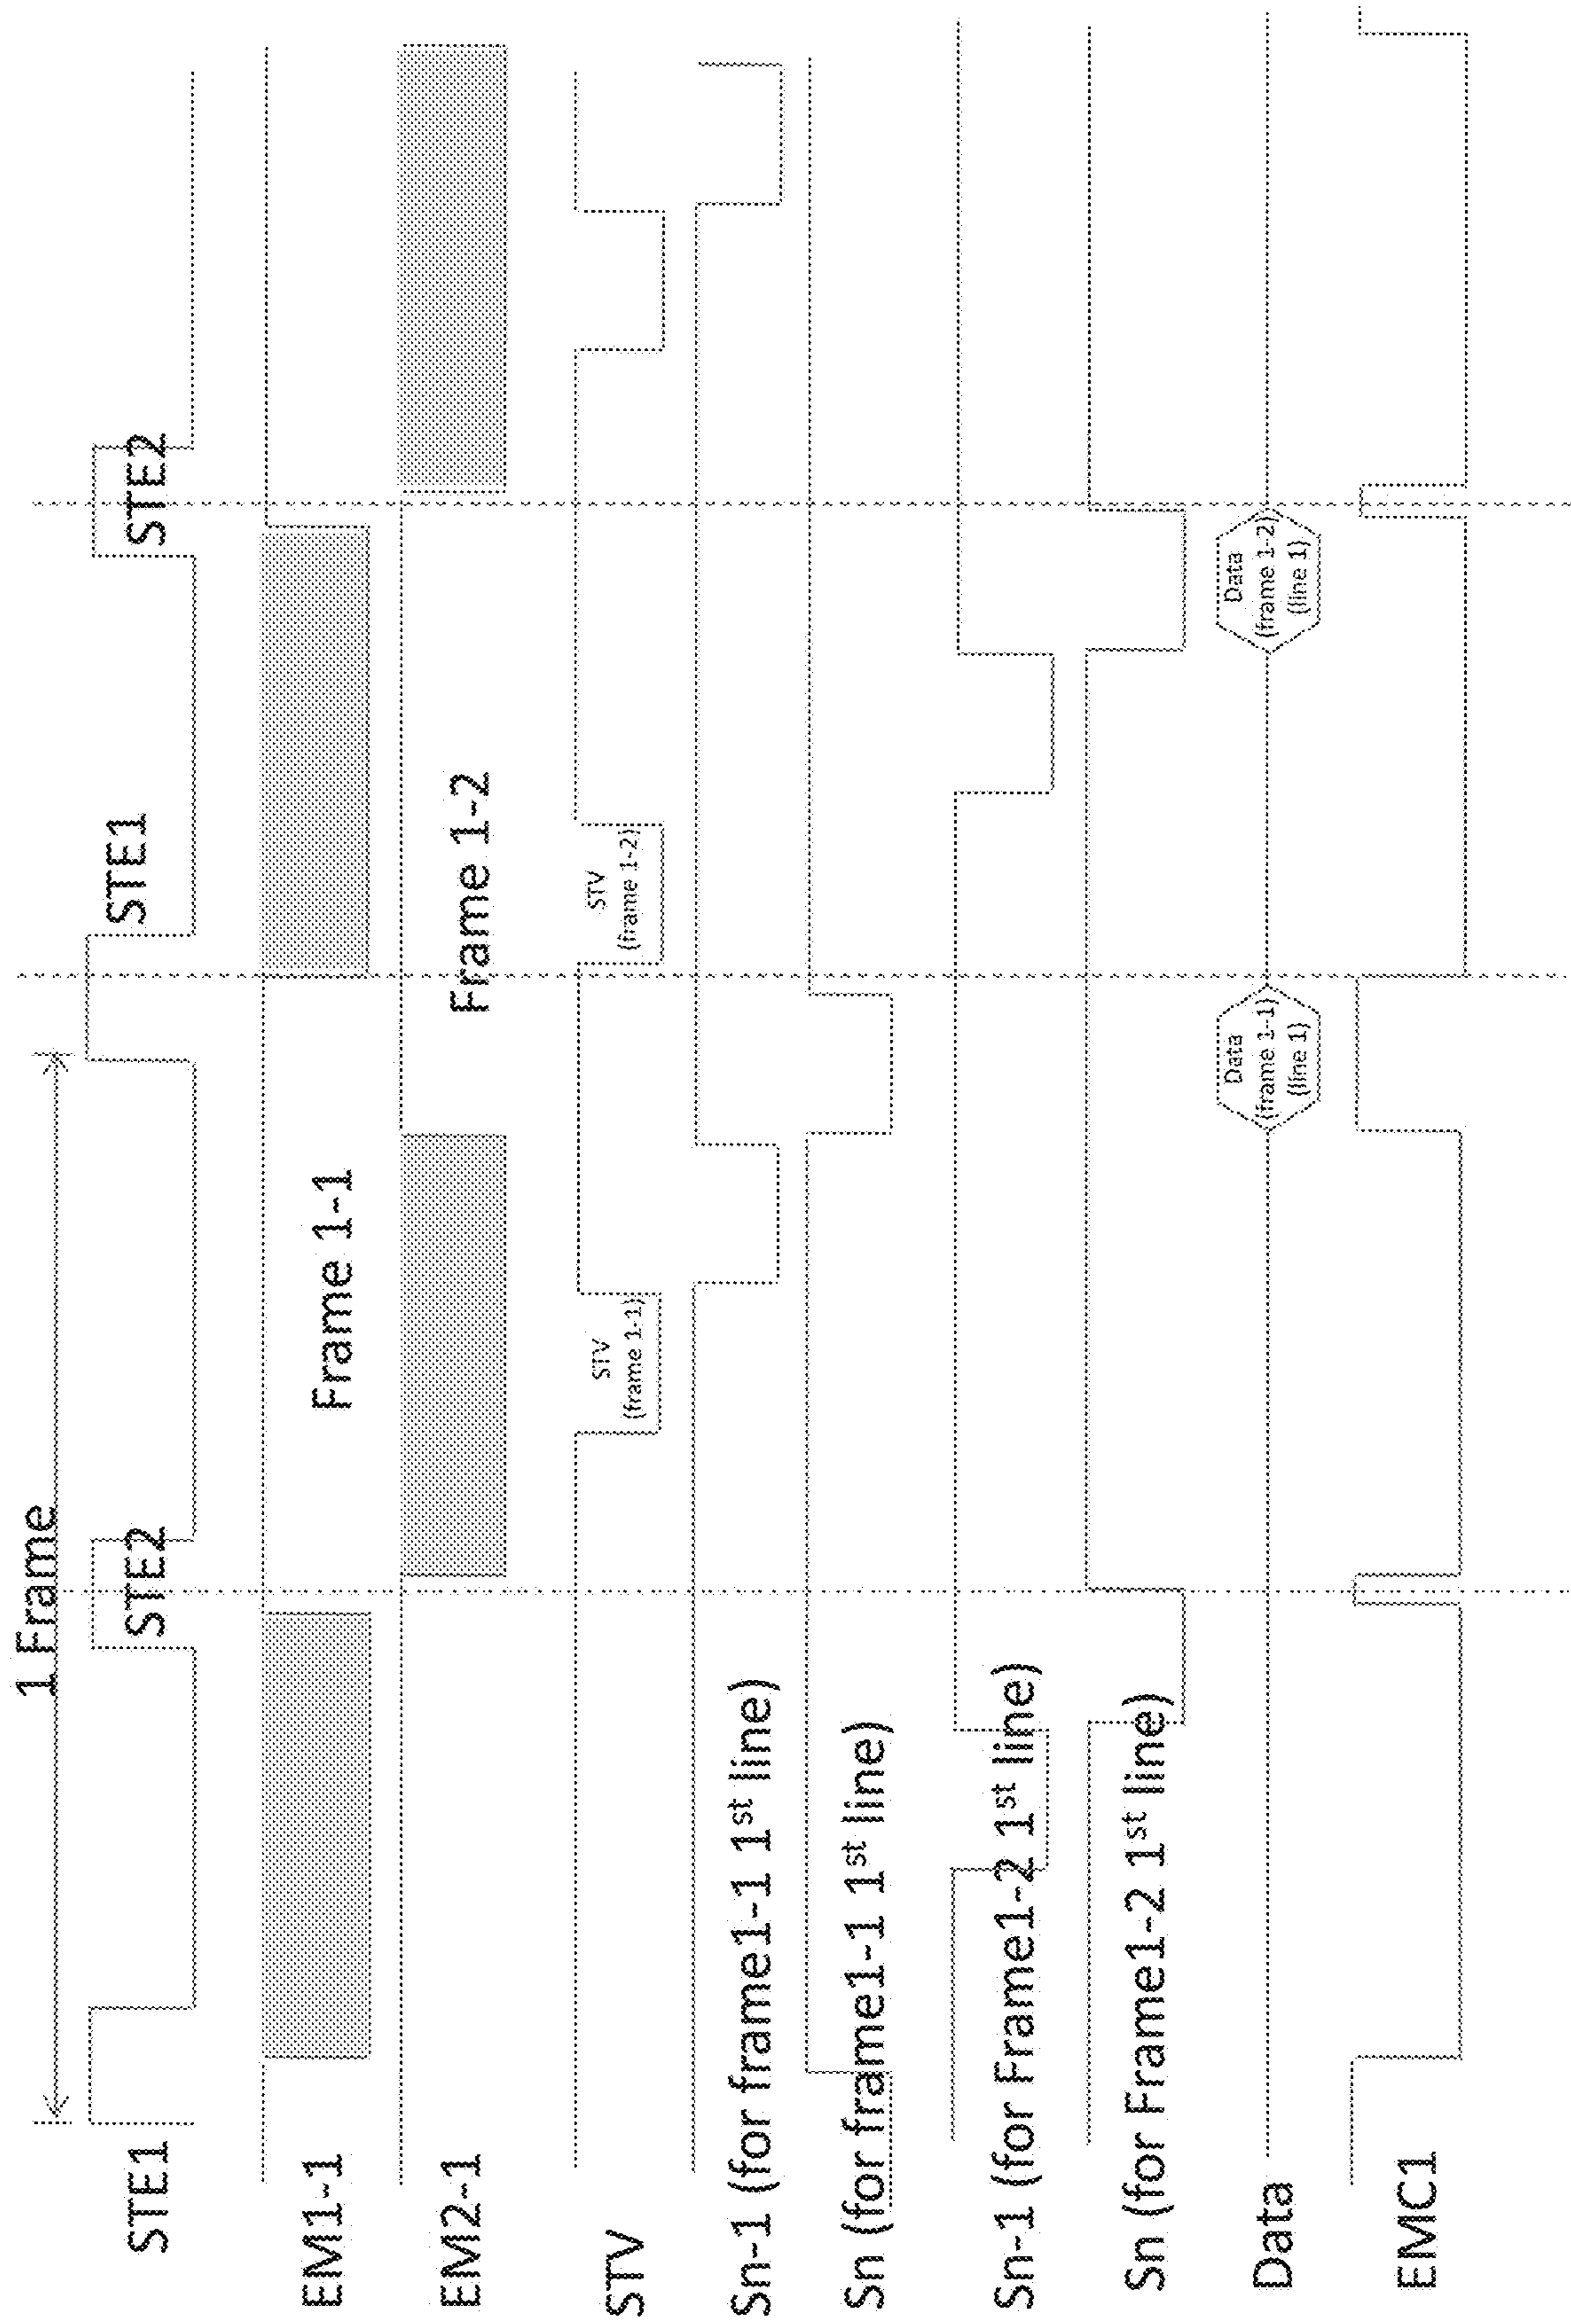 1 Frame
STE1
STE2
STE1
STE2
EM1-1
Frame 1-1
EM2-1
Frame 1-2
STV
STV
(frame 1-1)
STV
(frame 1-2)
Sn-1 (for frame1-1 1st line)
Sn (for frame1-1 1st line)
Sn-1 (for Frame1-2 1st line)
Sn (for Frame1-2 1st line)
Data
Data
(frame 1-1)
(line 1)
Data
(frame 1-2)
(line 1)
EMC1